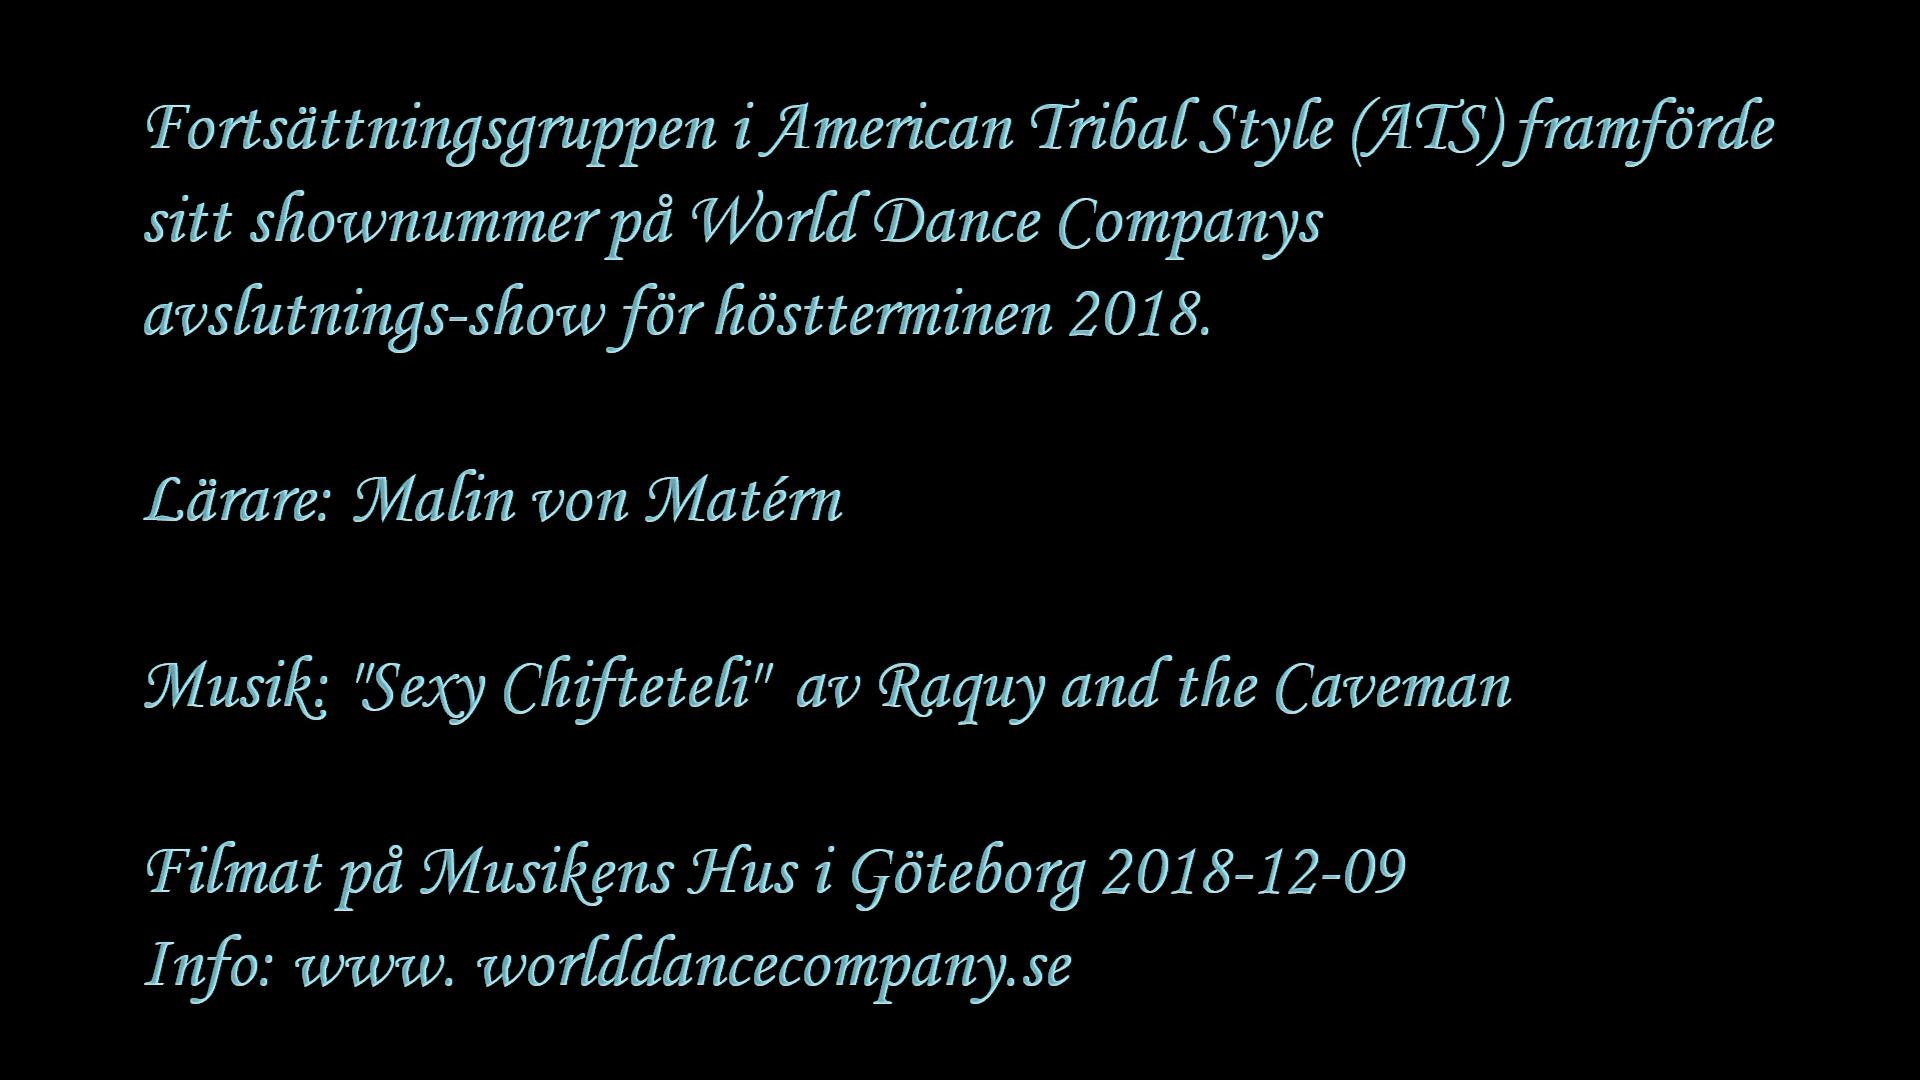 Fortsättningsgruppen i American Tribal Style (ATS) framförde
sitt shownummer på World Dance Companys
avslutnings-show för höstterminen 2018.
Lärare: Malin von Matérn
Musik: "Sexy Chifteteli" av Raquy and the Caveman
Filmat på Musikens Hus i Göteborg 2018-12-09
Info: www. worlddancecompany.se